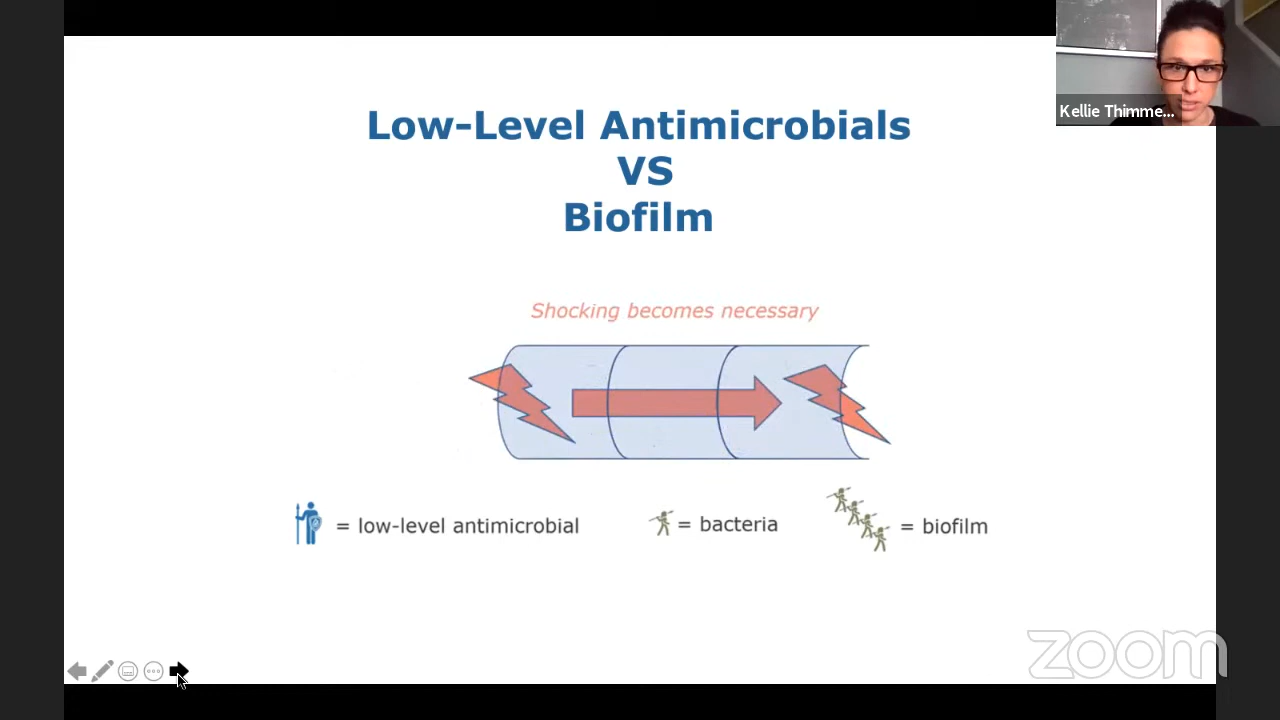 Kellie Thimme...
Low-Level Antimicrobials
VS
Biofilm
Shocking becomes necessary
= low-level antimicrobial
= bacteria
= biofilm
zoom